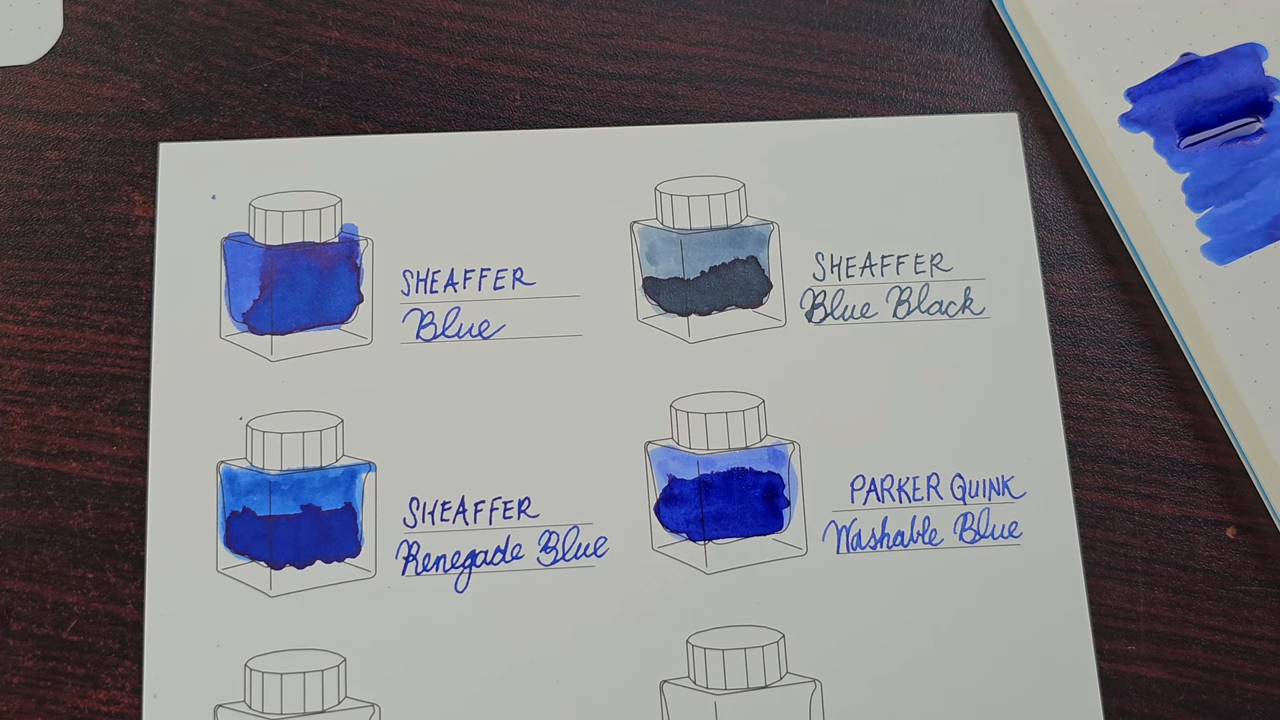 SHEAFFER
Blue
SHEAFFER
Blue Black
SHEAFFER
Renegade Blue
PARKER QUINK
Washable Blue